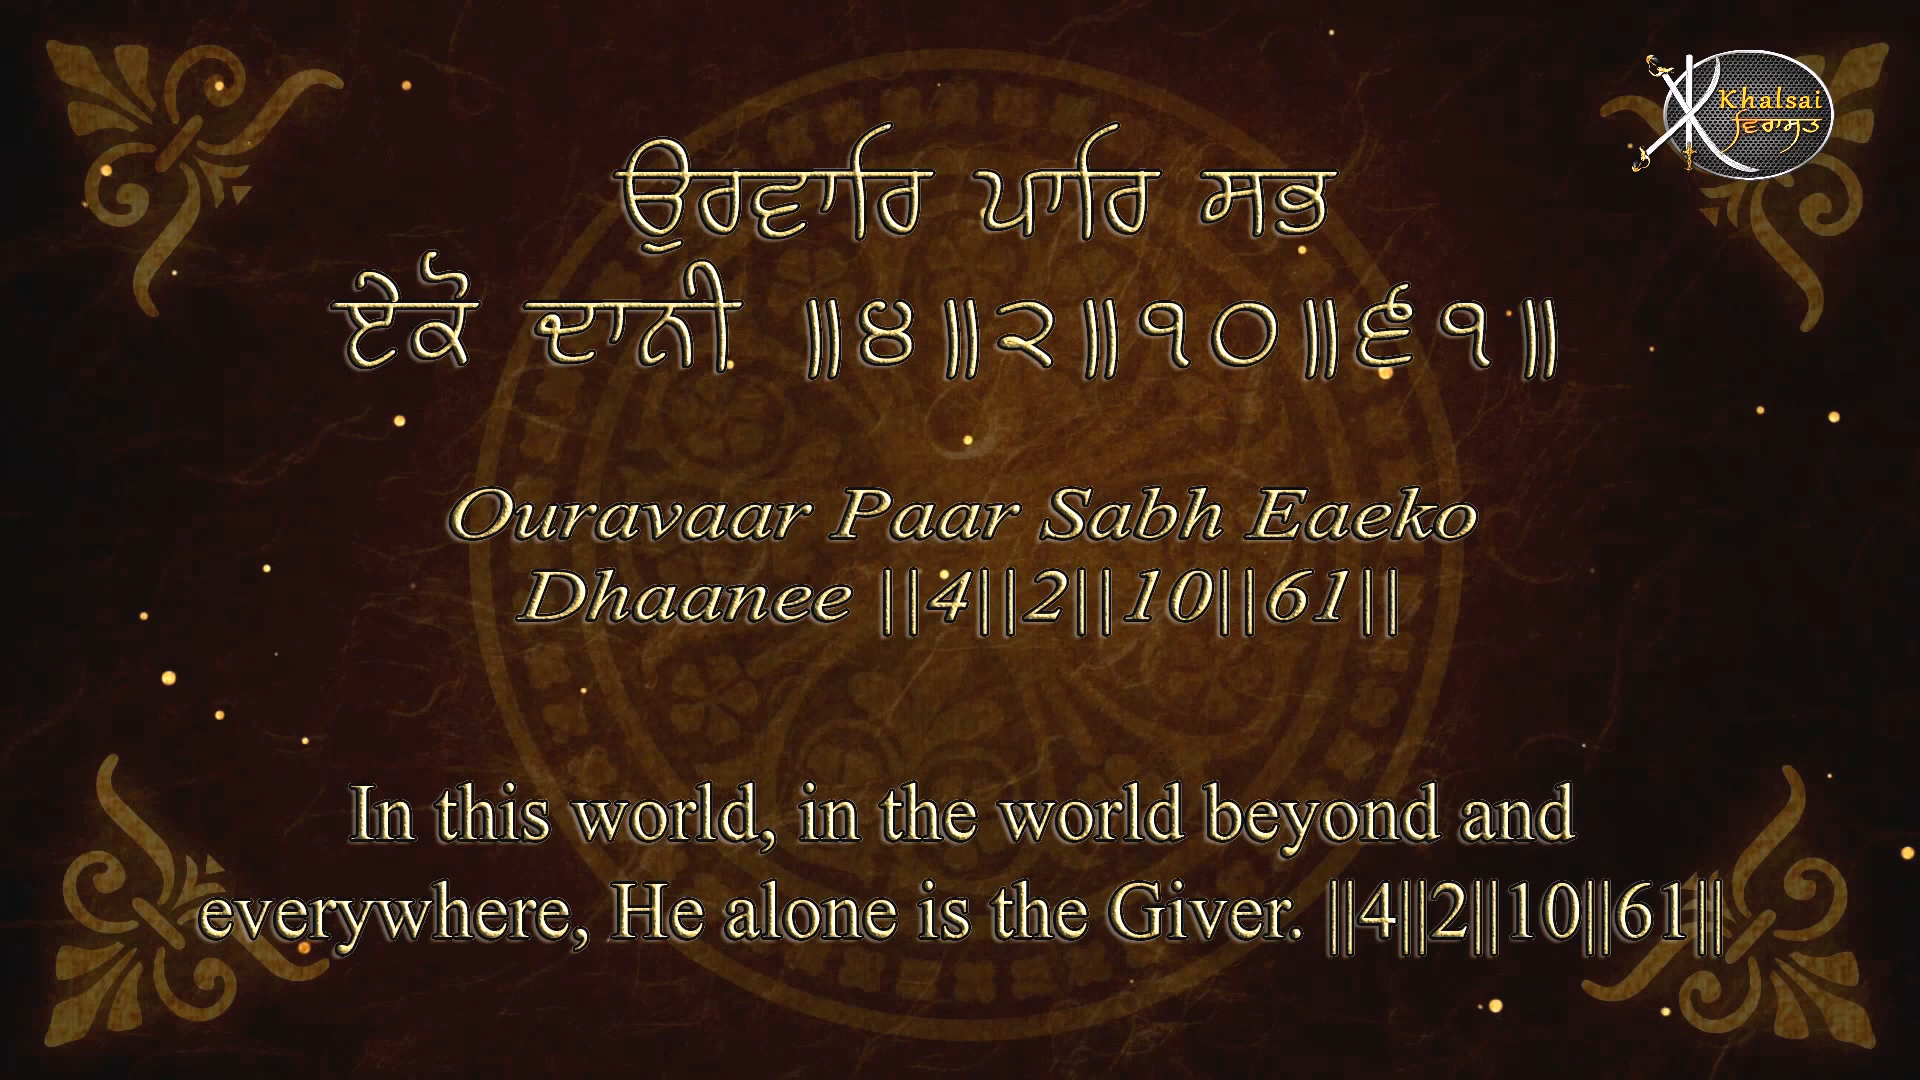 Khalsai
ਵਿਰਾਸਤ
ਉਰਵਾਰਿ ਪਾਰਿ ਸਭ
ਏਕੋ ਦਾਨੀ ॥੪॥੨॥੧੦॥੬੧॥
Ouravaar Paar Sabh Eaeko
Dhaanee ||4||2||10||61||
In this world, in the world beyond and
everywhere, He alone is the Giver. ||4||2||10||61||